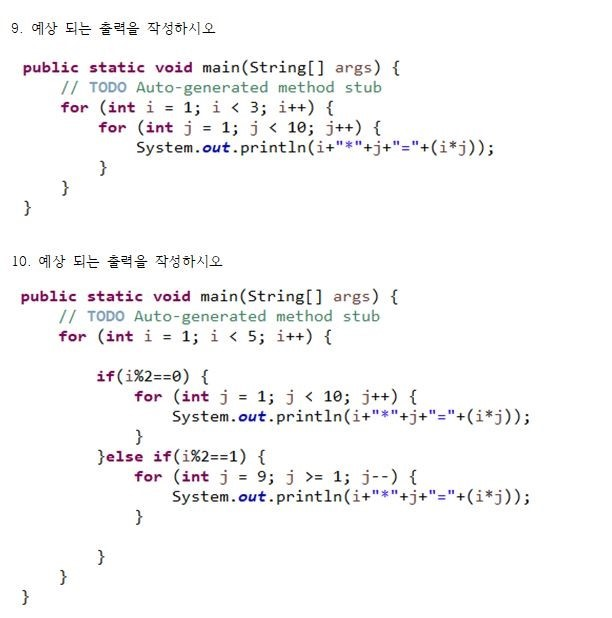 9. 예상 되는 출력을 작성하시오
public static void main(String[] args) {
// TODO Auto-generated method stub
for (int i = 1; i < 3; i++) {
for (int j = 1; j < 10; j++) {
System.out.println(i+"*"+j+"="+(i*j));
}
}
}
10. 예상 되는 출력을 작성하시오
public static void main(String[] args) {
// TODO Auto-generated method stub
for (int i = 1; i < 5; i++) {
if(i%2==0) {
for (int j = 1; j < 10; j++) {
System.out.println(i+"*"+j+"="+(i*j));
}
}else if(i%2==1) {
for (int j = 9; j >= 1; j--) {
System.out.println(i+"*"+j+"="+(i*j));
}
}
}
}